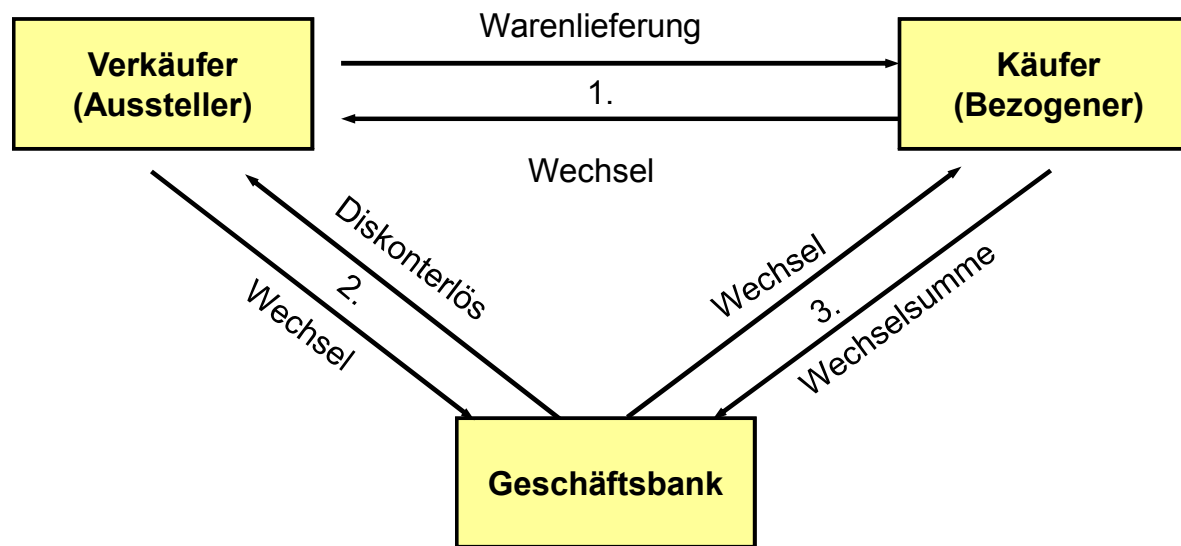 Warenlieferung
Verkäufer
(Aussteller)
Käufer
(Bezogener)
1.
Wechsel
Diskonterlös
2.
Wechsel
Wechsel
3.
Wechselsumme
Geschäftsbank